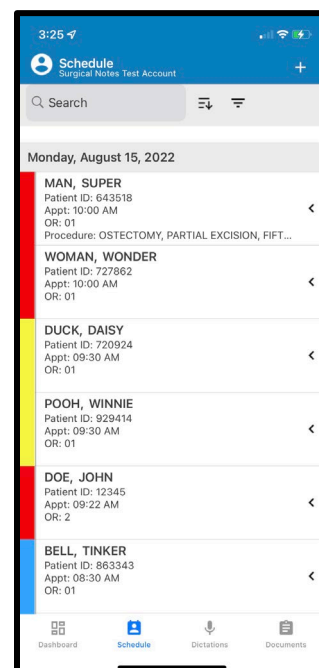 3:25
Schedule
Surgical Notes Test Account
+
Search
Monday, August 15, 2022
MAN, SUPER
Patient ID: 643518
Appt: 10:00 AM
OR: 01
Procedure: OSTECTOMY, PARTIAL EXCISION, FIFT...
WOMAN, WONDER
Patient ID: 727862
Appt: 10:00 AM
OR: 01
DUCK, DAISY
Patient ID: 720924
Appt: 09:30 AM
OR: 01
POOH, WINNIE
Patient ID: 929414
Appt: 09:30 AM
OR: 01
DOE, JOHN
Patient ID: 12345
Appt: 09:22 AM
OR: 2
BELL, TINKER
Patient ID: 863343
Appt: 08:30 AM
OR: 01
Dashboard Schedule Dictations Documents